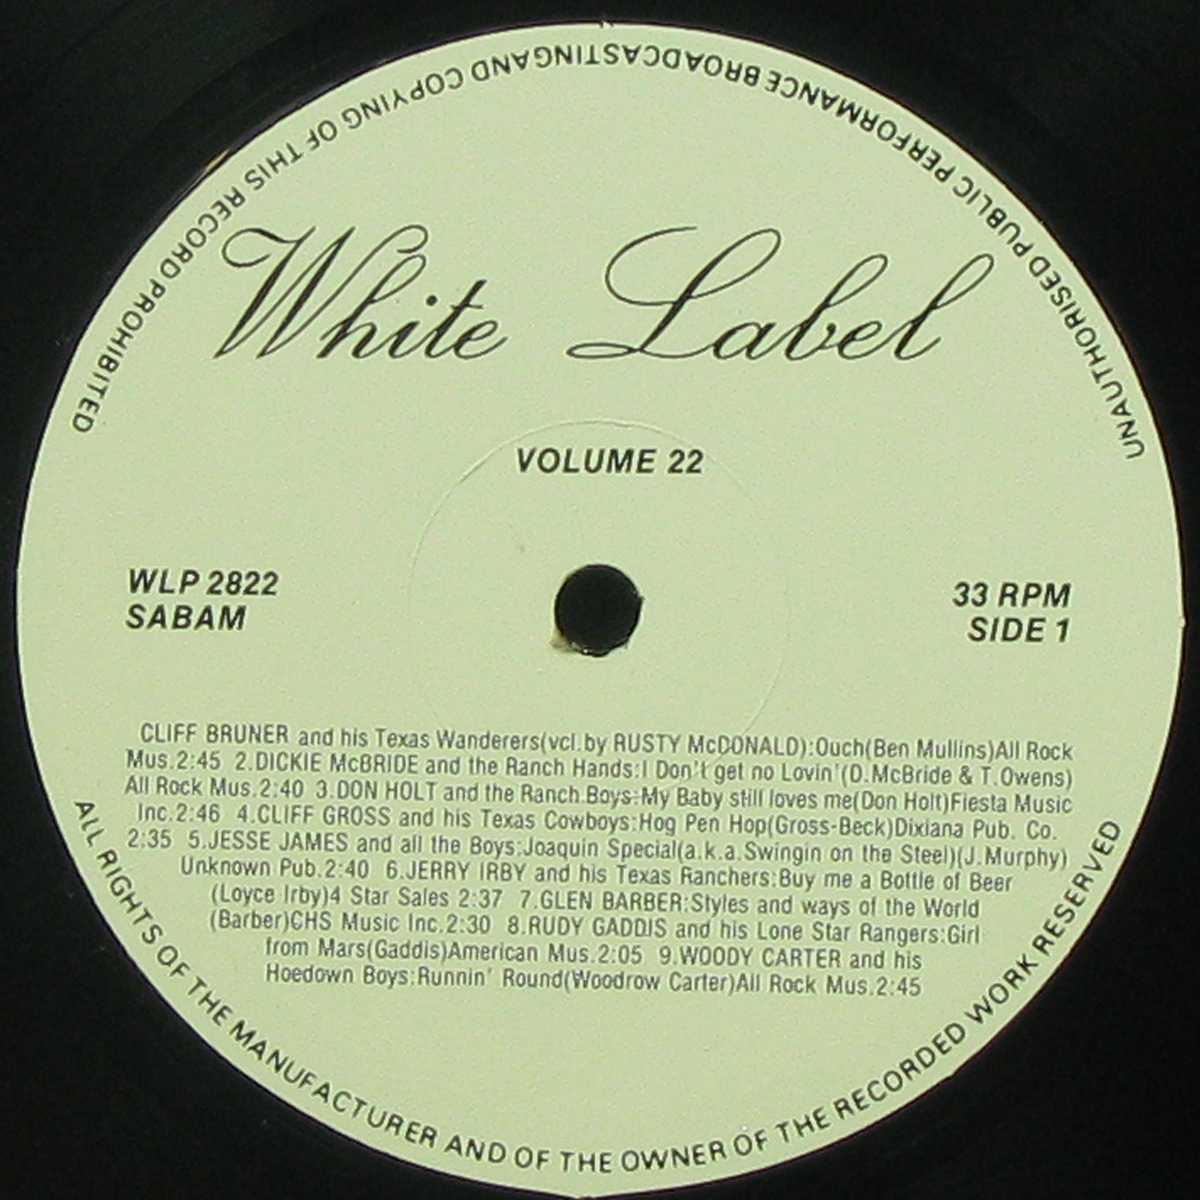 UNAUTHORISED PUBLIC PERFORMANCE BROADCASTINGAND COPYING OF THIS RECORD PROHIBITED
White Label
VOLUME 22
WLP 2822
SABAM
33 RPM
SIDE 1
CLIFF BRUNER and his Texas Wanderers(vcl.by RUSTY McDONALD):Ouch(Ben Mullins)All Rock
Mus.2:45 2.DICKIE McBRIDE and the Ranch Hands:I Don't get no Lovin'(D.McBride & T.Owens)
All Rock Mus.2:40 3.DON HOLT and the Ranch Boys:My Baby still loves me(Don Holt)Fiesta Music
Inc.2:46 4.CLIFF GROSS and his Texas Cowboys:Hog Pen Hop(Gross-Beck)Dixiana Pub. Co.
2:35 5.JESSE JAMES and all the Boys:Joaquin Special(a.k.a.Swingin on the Steel)(J.Murphy)
Unknown Pub.2:40 6.JERRY IRBY and his Texas Ranchers:Buy me a Bottle of Beer
(Loyce Irby)4 Star Sales 2:37 7.GLEN BARBER:Styles and ways of the World
(Barber)CHS Music Inc.2:30 8.RUDY GADDIS and his Lone Star Rangers:Girl
from Mars(Gaddis)American Mus.2:05 9.WOODY CARTER and his
Hoedown Boys:Runnin' Round(Woodrow Carter)All Rock Mus.2:45
ALL RIGHTS OF THE MANUFACTURER AND OF THE OWNER OF THE RECORDED WORK RESERVED